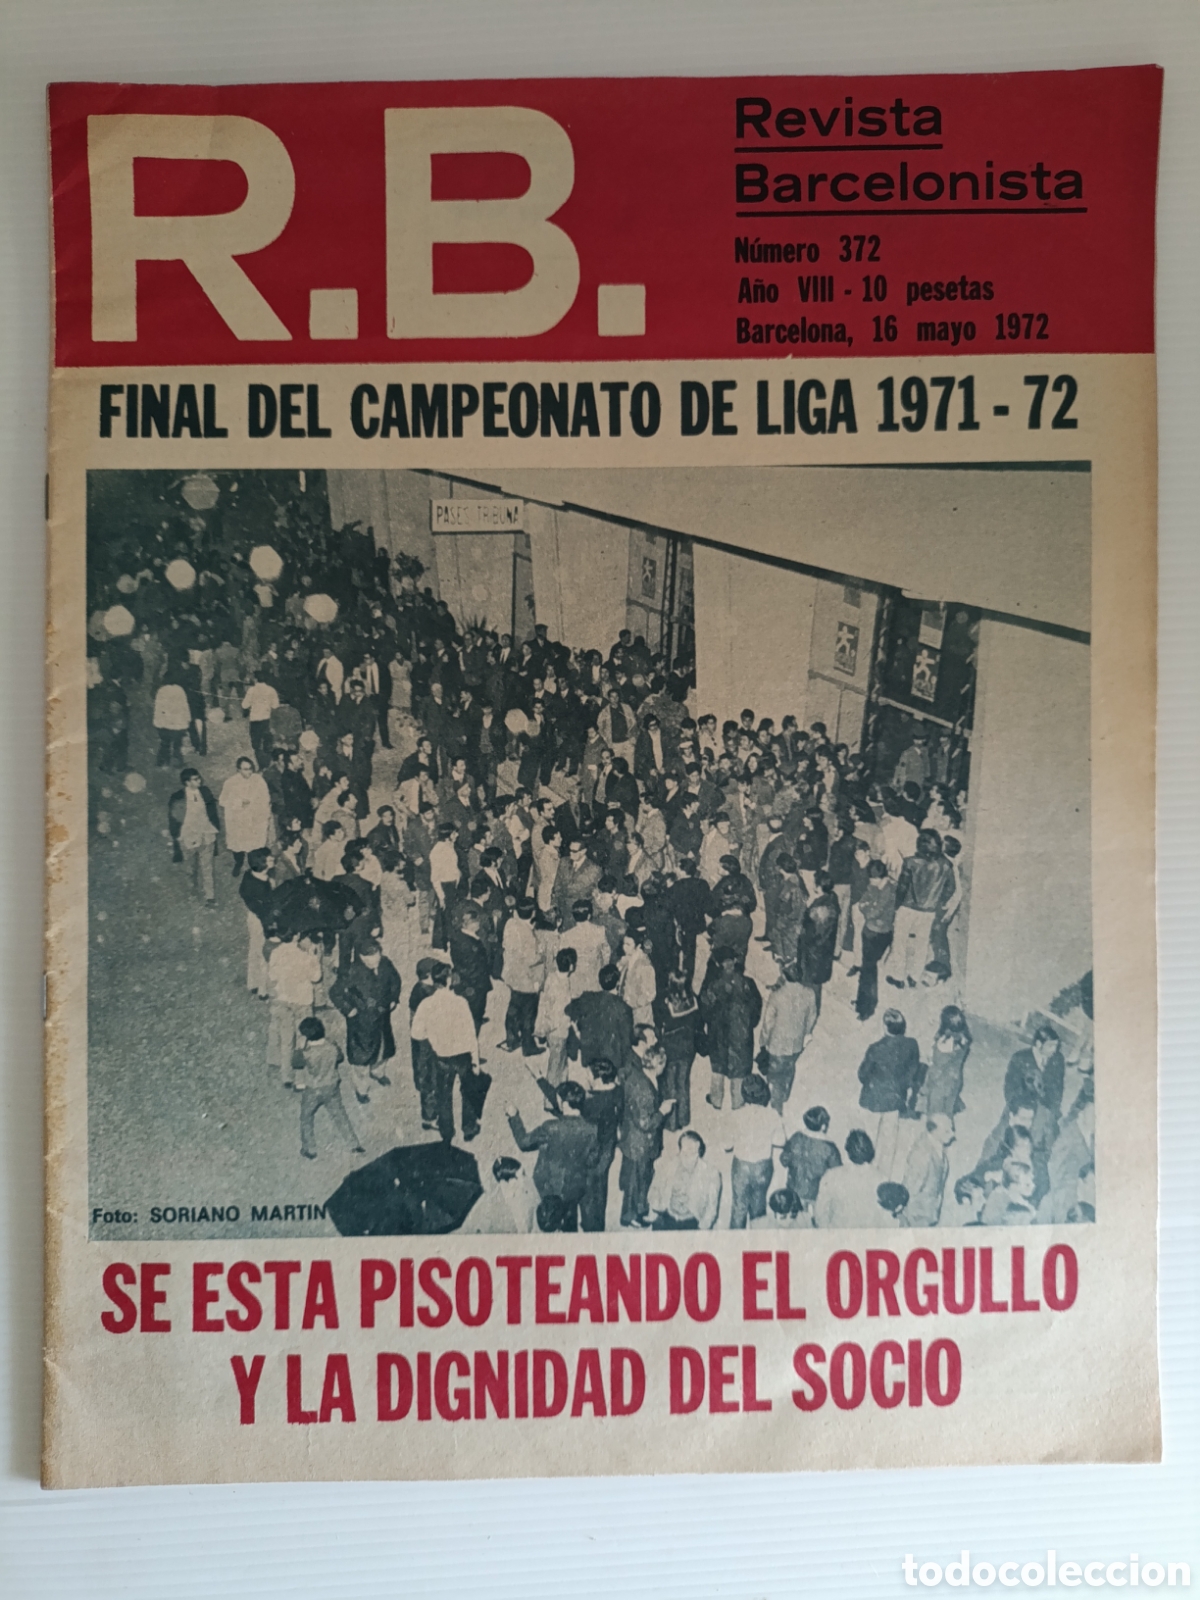 R.B.
Revista
Barcelonista
Número 372
Año VIII - 10 pesetas
Barcelona, 16 mayo 1972
FINAL DEL CAMPEONATO DE LIGA 1971 - 72
PASES TRIBUNA
Foto: SORIANO MARTIN
SE ESTA PISOTEANDO EL ORGULLO
Y LA DIGNIDAD DEL SOCIO
todocoleccion